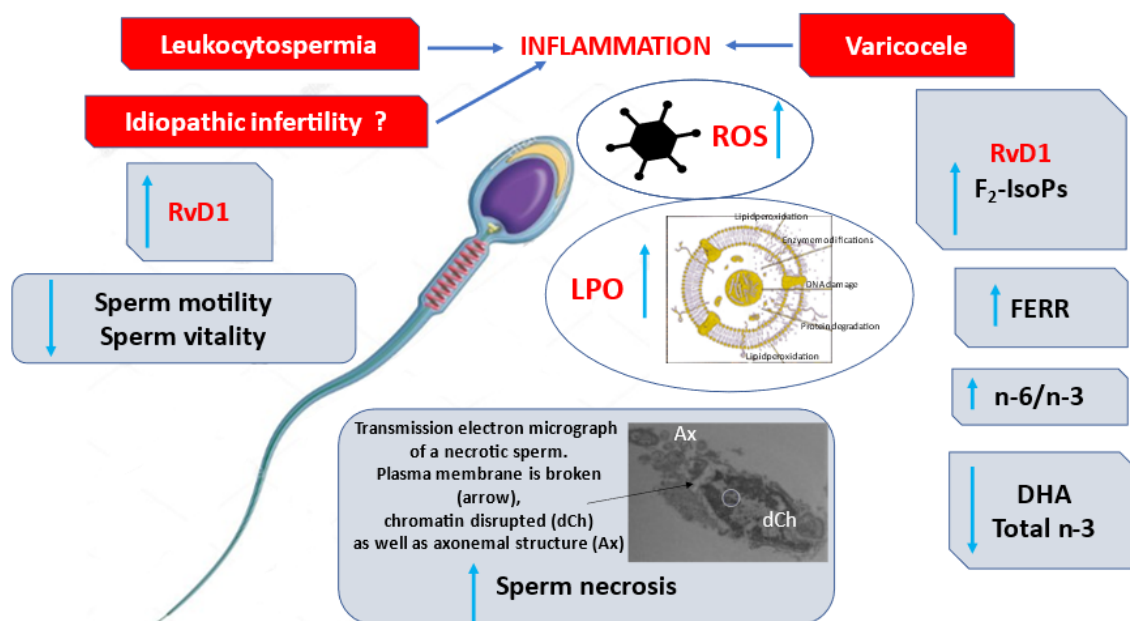 Leukocytospermia
INFLAMMATION
Varicocele
Idiopathic infertility ?
ROS
RvD1
F₂-IsoPs
RvD1
Lipidperoxidation
Enzymemodifications
LPO
DNA damage
Proteindegradation
Lipidperoxidation
FERR
Sperm motility
Sperm vitality
n-6/n-3
Transmission electron micrograph
of a necrotic sperm.
Plasma membrane is broken
(arrow),
chromatin disrupted (dCh)
as well as axonemal structure (Ax)
Ax
dCh
Sperm necrosis
DHA
Total n-3